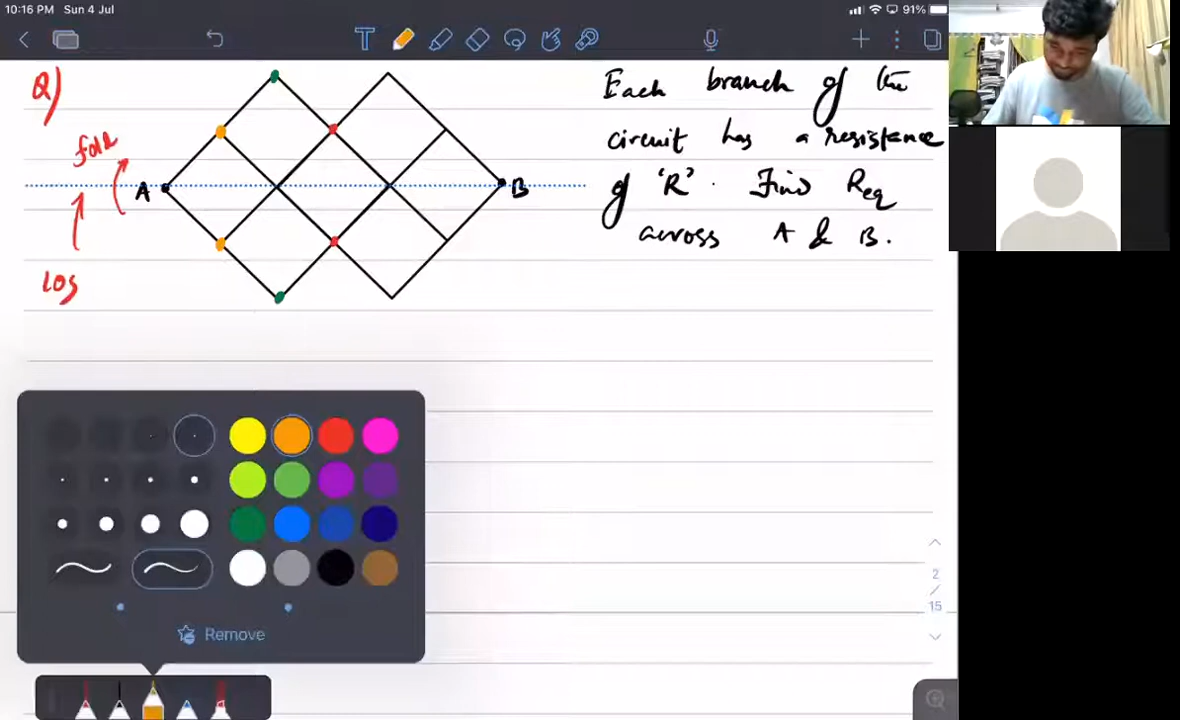 10:16 PM Sun 4 Jul
91%
Q)
Each branch of the
circuit has a resistance
of 'R'. Find Req
across A & B.
fold
A
B
LOS
2
/
15
Remove